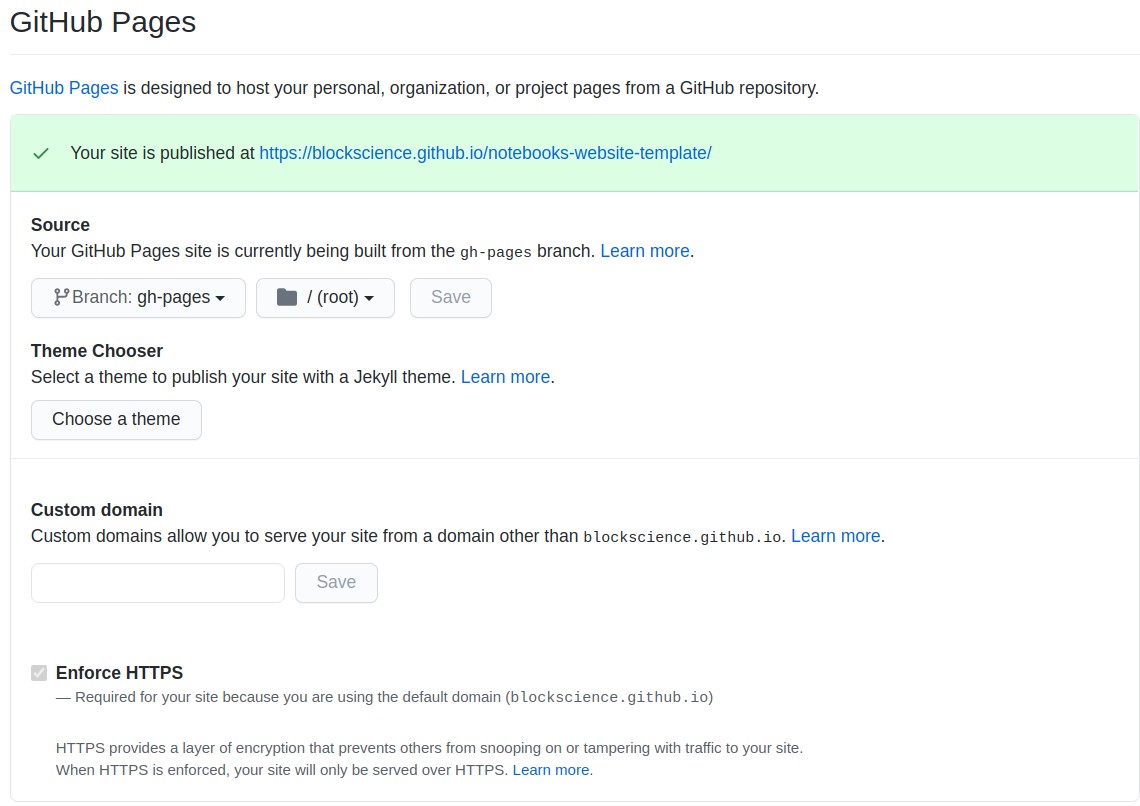 GitHub Pages
GitHub Pages is designed to host your personal, organization, or project pages from a GitHub repository.
Your site is published at https://blockscience.github.io/notebooks-website-template/
Source
Your GitHub Pages site is currently being built from the gh-pages branch. Learn more.
Branch: gh-pages / (root) Save
Theme Chooser
Select a theme to publish your site with a Jekyll theme. Learn more.
Choose a theme
Custom domain
Custom domains allow you to serve your site from a domain other than blockscience.github.io. Learn more.
Save
Enforce HTTPS
— Required for your site because you are using the default domain (blockscience.github.io)
HTTPS provides a layer of encryption that prevents others from snooping on or tampering with traffic to your site.
When HTTPS is enforced, your site will only be served over HTTPS. Learn more.